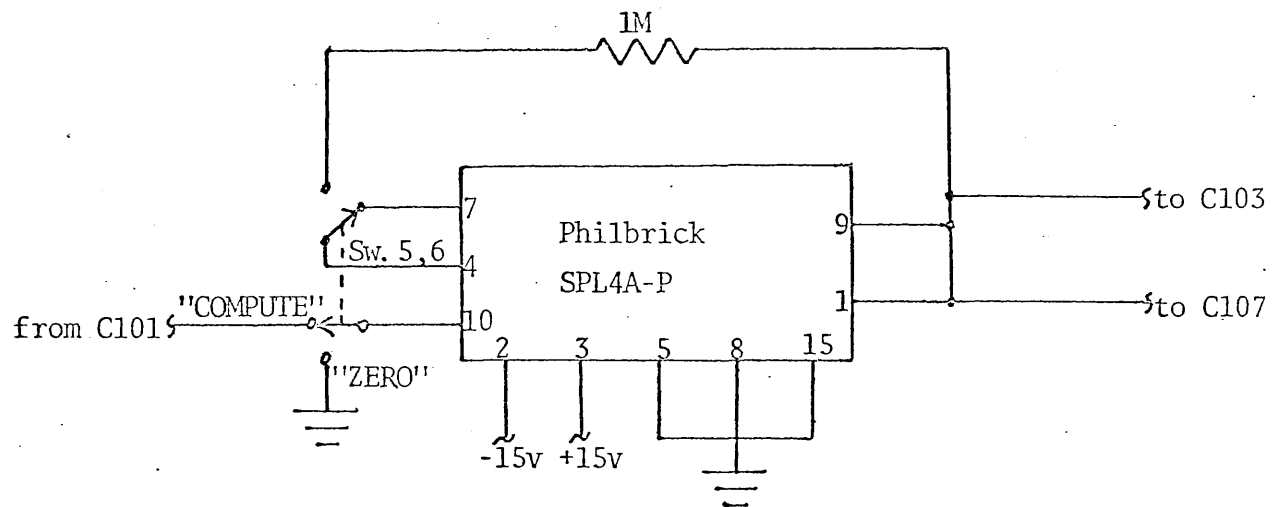 1M
to C103
7
9
Philbrick
Sw. 5,6
4
SPL4A-P
"COMPUTE"
1
to C107
from C101
10
2
3
5
8
15
"ZERO"
-15v
+15v